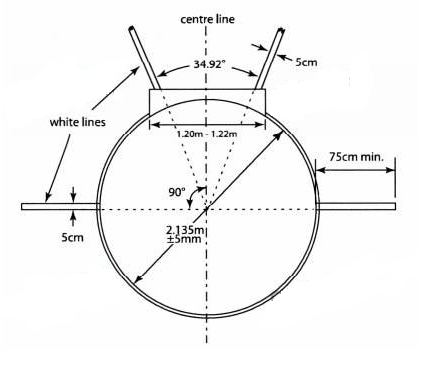 centre line
34.92°
5cm
white lines
1.20m - 1.22m
75cm min.
90°
5cm
2.135m
±5mm